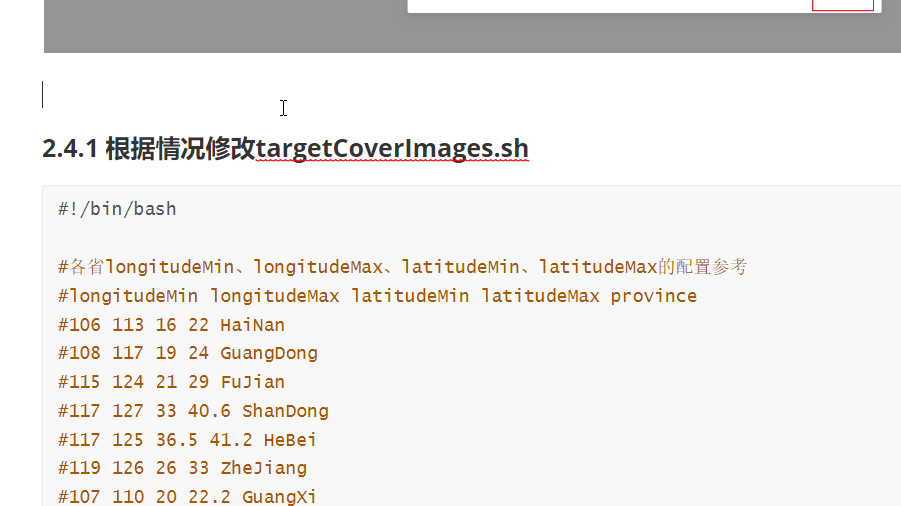 2.4.1 根据情况修改targetCoverImages.sh
#!/bin/bash
#各省longitudeMin、longitudeMax、latitudeMin、latitudeMax的配置参考
#longitudeMin longitudeMax latitudeMin latitudeMax province
#106 113 16 22 HaiNan
#108 117 19 24 GuangDong
#115 124 21 29 FuJian
#117 127 33 40.6 ShanDong
#117 125 36.5 41.2 HeBei
#119 126 26 33 ZheJiang
#107 110 20 22.2 GuangXi